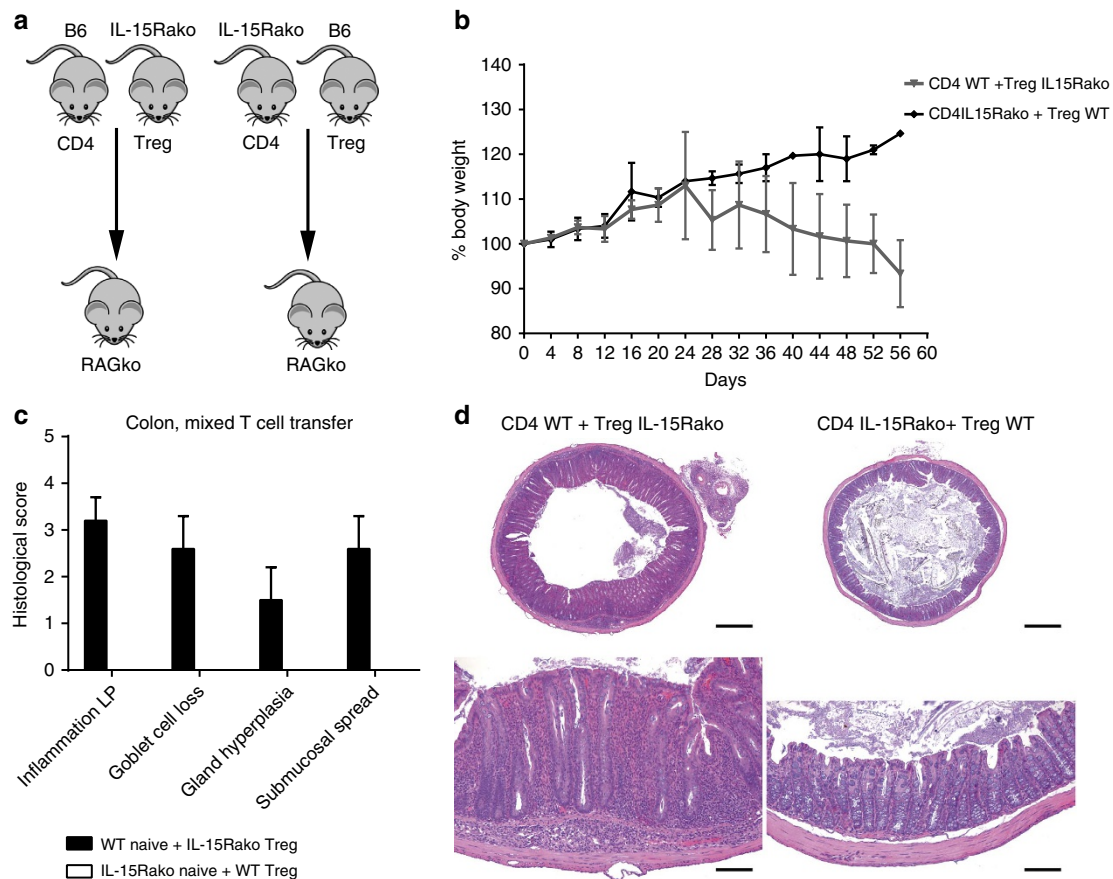 a
B6 IL-15Rako IL-15Rako B6
CD4 Treg CD4 Treg
RAGko RAGko
b
140
130
120
110
100
90
80
% body weight
0 4 8 12 16 20 24 28 32 36 40 44 48 52 56 60
Days
CD4 WT +Treg IL15Rako
CD4IL15Rako + Treg WT
c
Colon, mixed T cell transfer
5
4
3
2
1
0
Histological score
Inflammation LP
Goblet cell loss
Gland hyperplasia
Submucosal spread
WT naive + IL-15Rako Treg
IL-15Rako naive + WT Treg
d
CD4 WT + Treg IL-15Rako CD4 IL-15Rako+ Treg WT